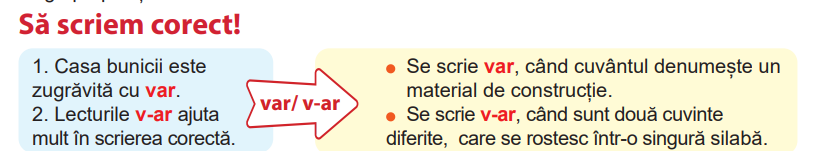 Să scriem corect!
1. Casa bunicii este
zugrăvită cu var.
2. Lecturile v-ar ajuta
mult în scrierea corectă.
var/ v-ar
● Se scrie var, când cuvântul denumește un
material de construcție.
● Se scrie v-ar, când sunt două cuvinte
diferite, care se rostesc într-o singură silabă.